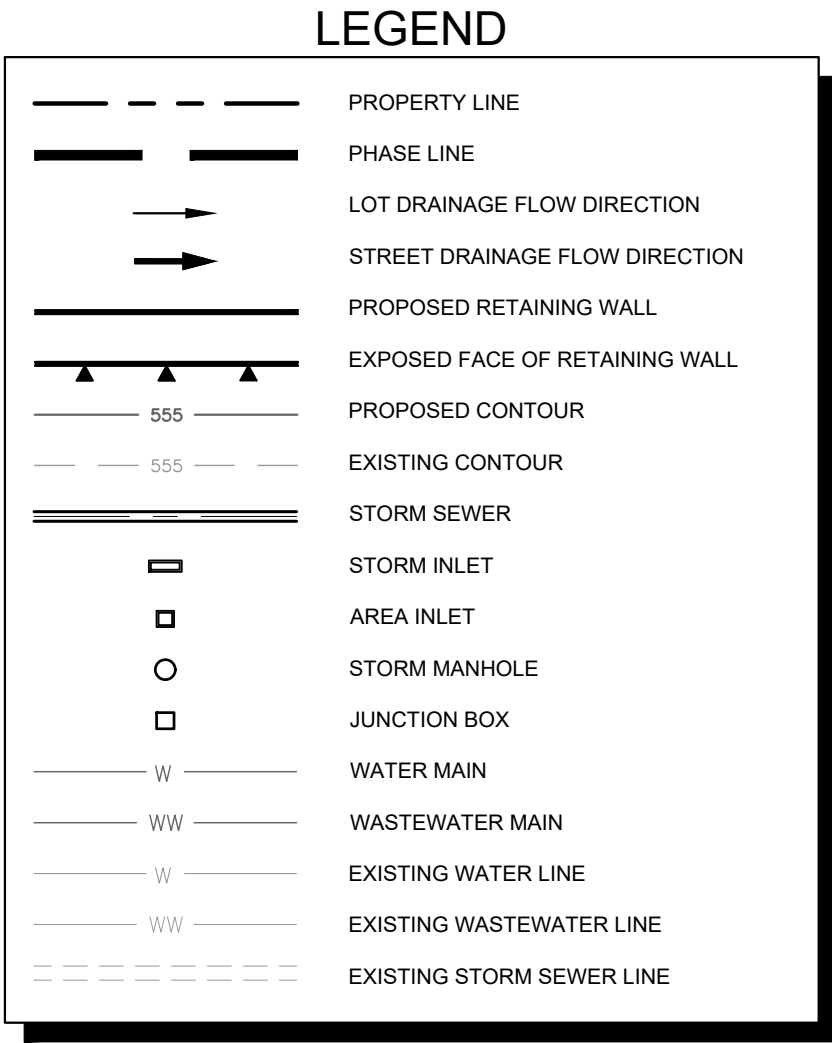 LEGEND
PROPERTY LINE
PHASE LINE
LOT DRAINAGE FLOW DIRECTION
STREET DRAINAGE FLOW DIRECTION
PROPOSED RETAINING WALL
EXPOSED FACE OF RETAINING WALL
555 PROPOSED CONTOUR
555 EXISTING CONTOUR
STORM SEWER
STORM INLET
AREA INLET
STORM MANHOLE
JUNCTION BOX
W WATER MAIN
WW WASTEWATER MAIN
W EXISTING WATER LINE
WW EXISTING WASTEWATER LINE
EXISTING STORM SEWER LINE